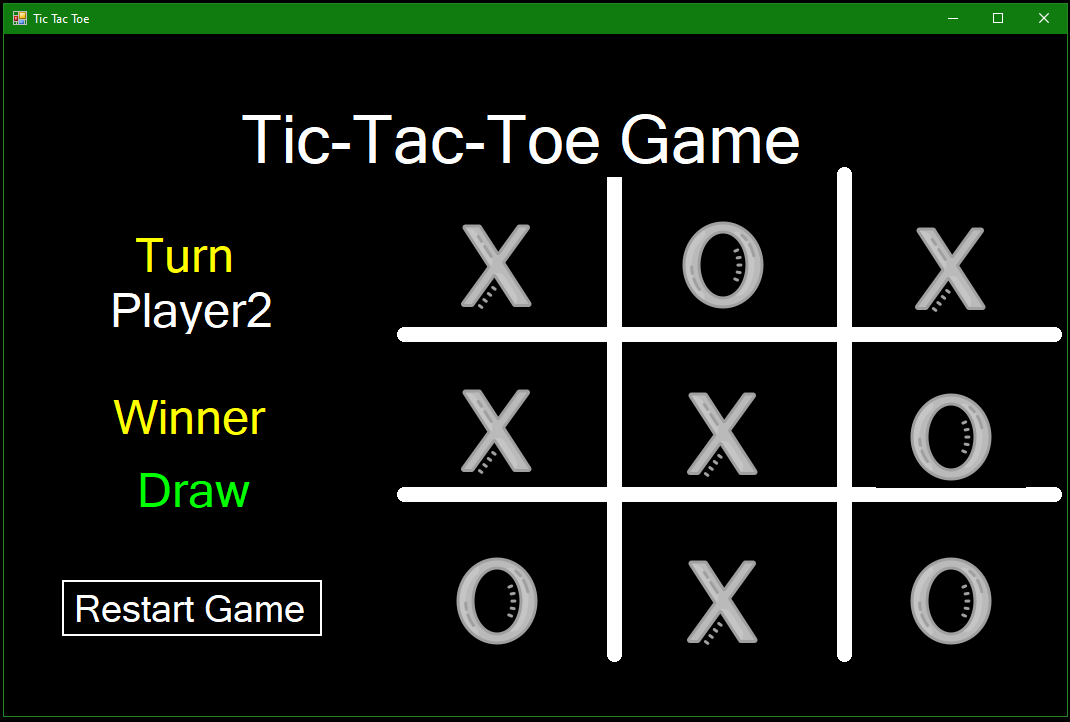 Tic Tac Toe
Tic-Tac-Toe Game
Turn
Player2
Winner
Draw
Restart Game
X O X
X X O
O X O